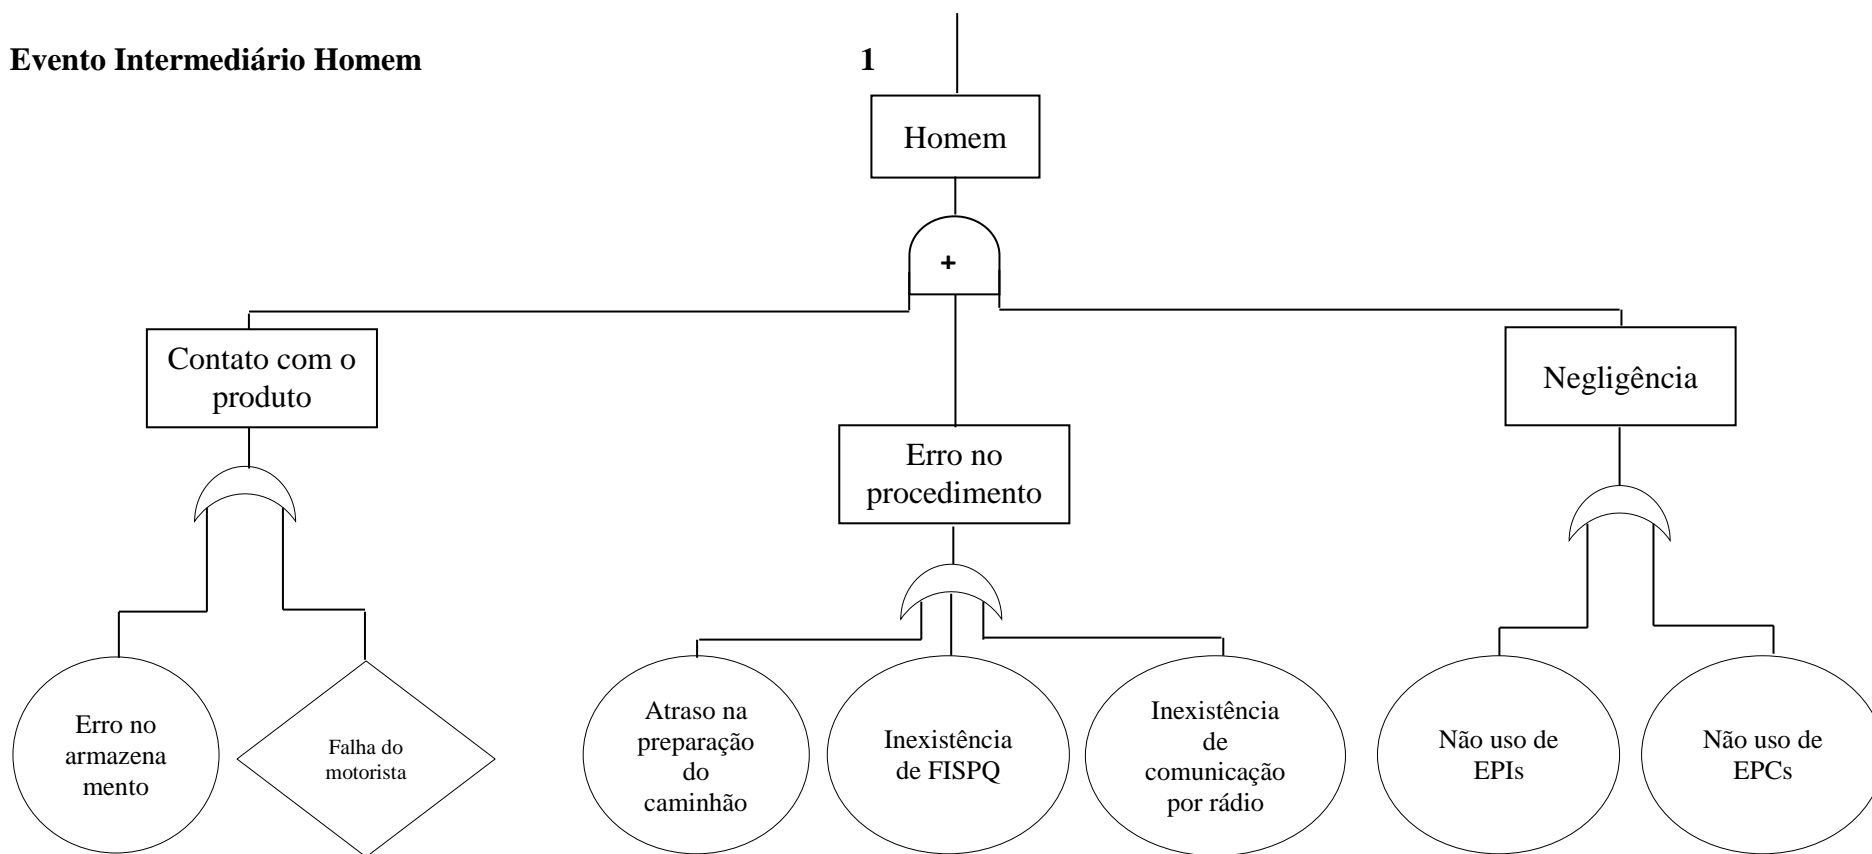 Evento Intermediário Homem
1
Homem
+
Contato com o
produto
Erro no
procedimento
Negligência
Erro no
armazena
mento
Falha do
motorista
Atraso na
preparação
do
caminhão
Inexistência
de FISPQ
Inexistência
de
comunicação
por rádio
Não uso de
EPIs
Não uso de
EPCs